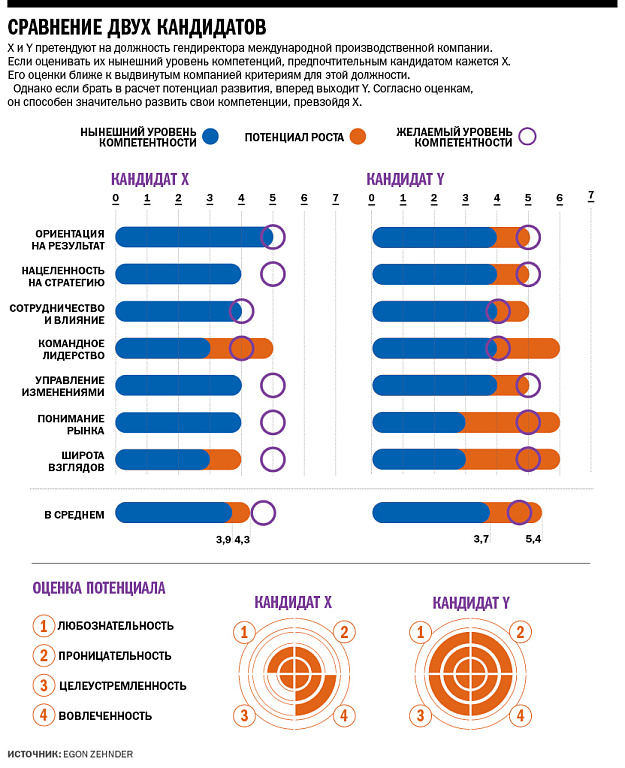 СРАВНЕНИЕ ДВУХ КАНДИДАТОВ
X и Y претендуют на должность гендиректора международной производственной компании.
Если оценивать их нынешний уровень компетенций, предпочтительным кандидатом кажется X.
Его оценки ближе к выдвинутым компанией критериям для этой должности.
Однако если брать в расчет потенциал развития, вперед выходит Y. Согласно оценкам,
он способен значительно развить свои компетенции, превзойдя X.
НЫНЕШНИЙ УРОВЕНЬ
КОМПЕТЕНТНОСТИ
ПОТЕНЦИАЛ РОСТА
ЖЕЛАЕМЫЙ УРОВЕНЬ
КОМПЕТЕНТНОСТИ
КАНДИДАТ X
КАНДИДАТ Y
0 1 2 3 4 5 6 7
0 1 2 3 4 5 6 7
ОРИЕНТАЦИЯ
НА РЕЗУЛЬТАТ
НАЦЕЛЕННОСТЬ
НА СТРАТЕГИЮ
СОТРУДНИЧЕСТВО
И ВЛИЯНИЕ
КОМАНДНОЕ
ЛИДЕРСТВО
УПРАВЛЕНИЕ
ИЗМЕНЕНИЯМИ
ПОНИМАНИЕ
РЫНКА
ШИРОТА
ВЗГЛЯДОВ
В СРЕДНЕМ
3,9 4,3
3,7 5,4
ОЦЕНКА ПОТЕНЦИАЛА
1 ЛЮБОЗНАТЕЛЬНОСТЬ
2 ПРОНИЦАТЕЛЬНОСТЬ
3 ЦЕЛЕУСТРЕМЛЕННОСТЬ
4 ВОВЛЕЧЕННОСТЬ
КАНДИДАТ X
1 2
3 4
КАНДИДАТ Y
1 2
3 4
ИСТОЧНИК: EGON ZEHNDER